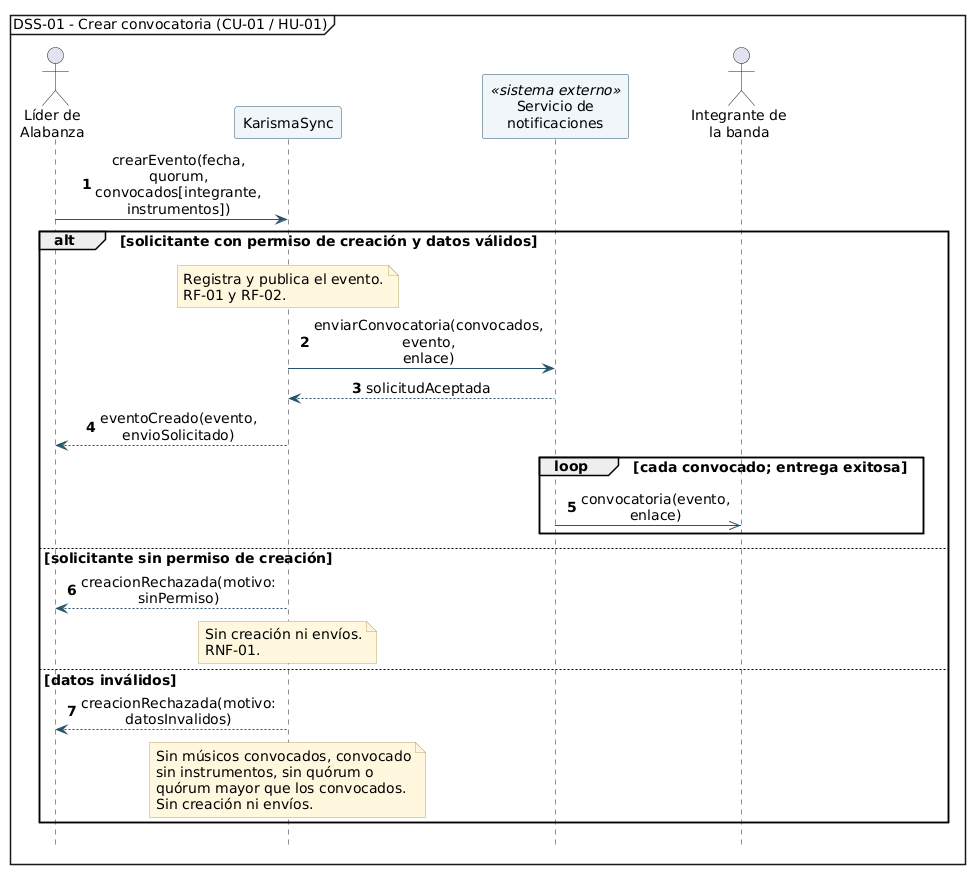 DSS-01 - Crear convocatoria (CU-01 / HU-01)
Líder de
Alabanza
KarismaSync
«sistema externo»
Servicio de
notificaciones
Integrante de
la banda
1
crearEvento(fecha,
quorum,
convocados[integrante,
instrumentos])
alt
[solicitante con permiso de creación y datos válidos]
Registra y publica el evento.
RF-01 y RF-02.
2
enviarConvocatoria(convocados,
evento,
enlace)
3 solicitudAceptada
4
eventoCreado(evento,
envioSolicitado)
loop
[cada convocado; entrega exitosa]
5
convocatoria(evento,
enlace)
[solicitante sin permiso de creación]
6
creacionRechazada(motivo:
sinPermiso)
Sin creación ni envíos.
RNF-01.
[datos inválidos]
7
creacionRechazada(motivo:
datosInvalidos)
Sin músicos convocados, convocado
sin instrumentos, sin quórum o
quórum mayor que los convocados.
Sin creación ni envíos.